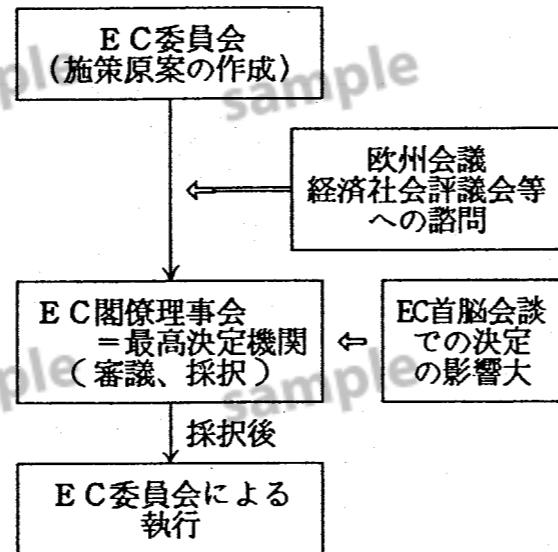 EC委員会
(施策原案の作成)
欧州会議
経済社会評議会等
への諮問
EC閣僚理事会
=最高決定機関
(審議、採択)
EC首脳会談
での決定
の影響大
採択後
EC委員会による
執行
sample
sample
sample
sample